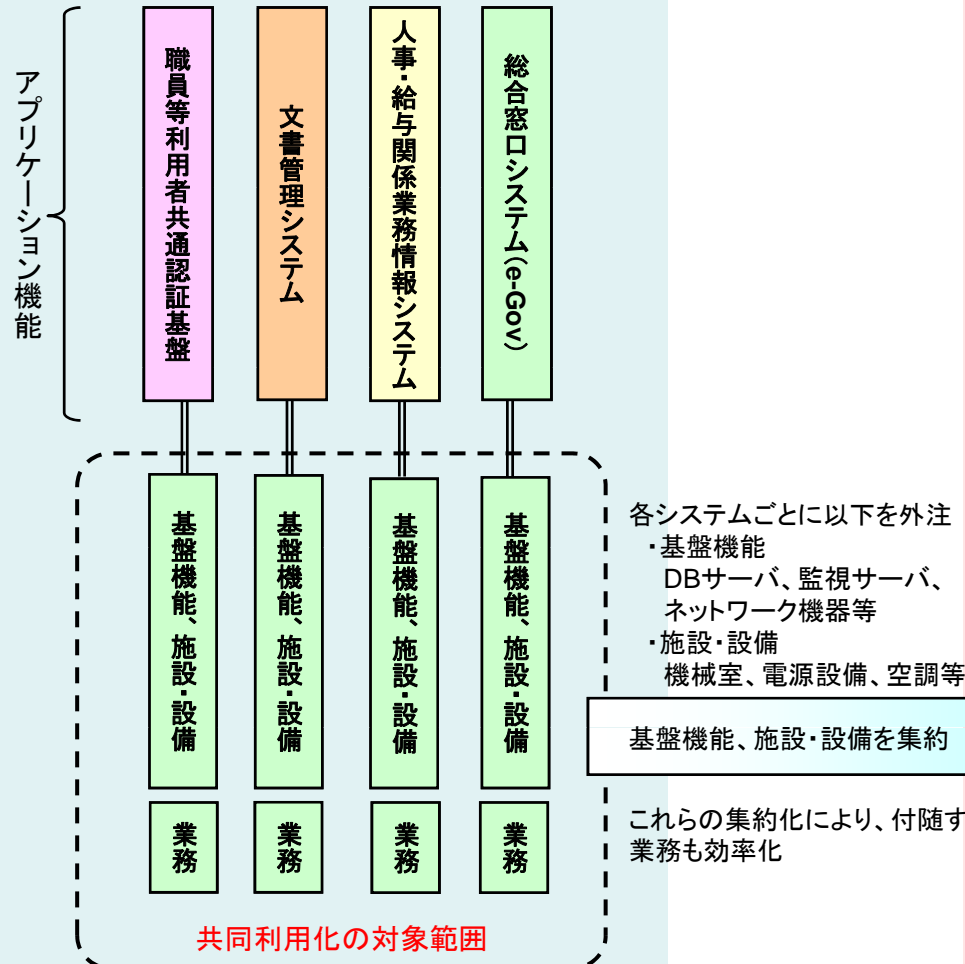 アプリケーション機能
職員等利用者共通認証基盤
文書管理システム
人事・給与関係業務情報システム
総合窓口システム(e-Gov)
基盤機能、施設・設備
基盤機能、施設・設備
基盤機能、施設・設備
基盤機能、施設・設備
業務
業務
業務
業務
共同利用化の対象範囲
各システムごとに以下を外注
・基盤機能
DBサーバ、監視サーバ、
ネットワーク機器等
・施設・設備
機械室、電源設備、空調等
基盤機能、施設・設備を集約
これらの集約化により、付随す
業務も効率化